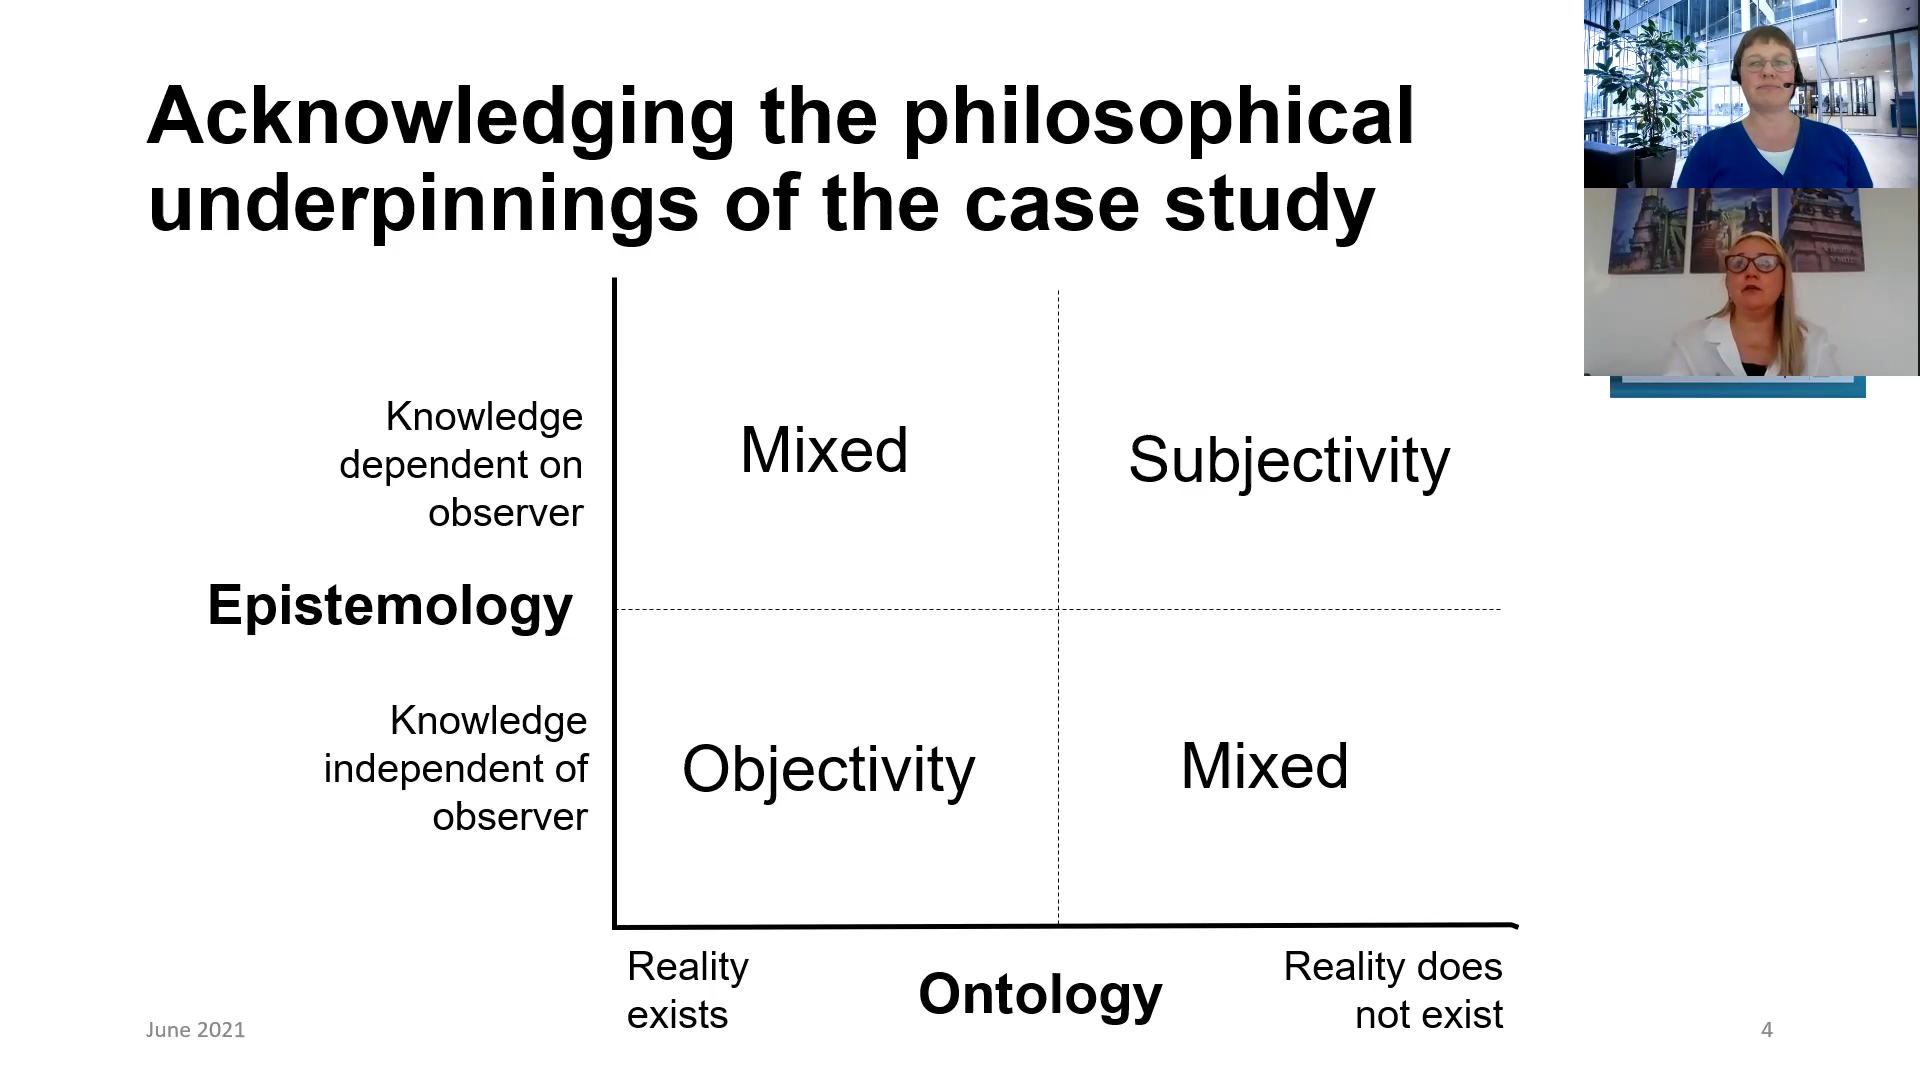 Acknowledging the philosophical
underpinnings of the case study
Knowledge
dependent on
observer
Mixed
Subjectivity
Epistemology
Knowledge
independent of
observer
Objectivity
Mixed
Reality
exists
Ontology
Reality does
not exist
June 2021
4